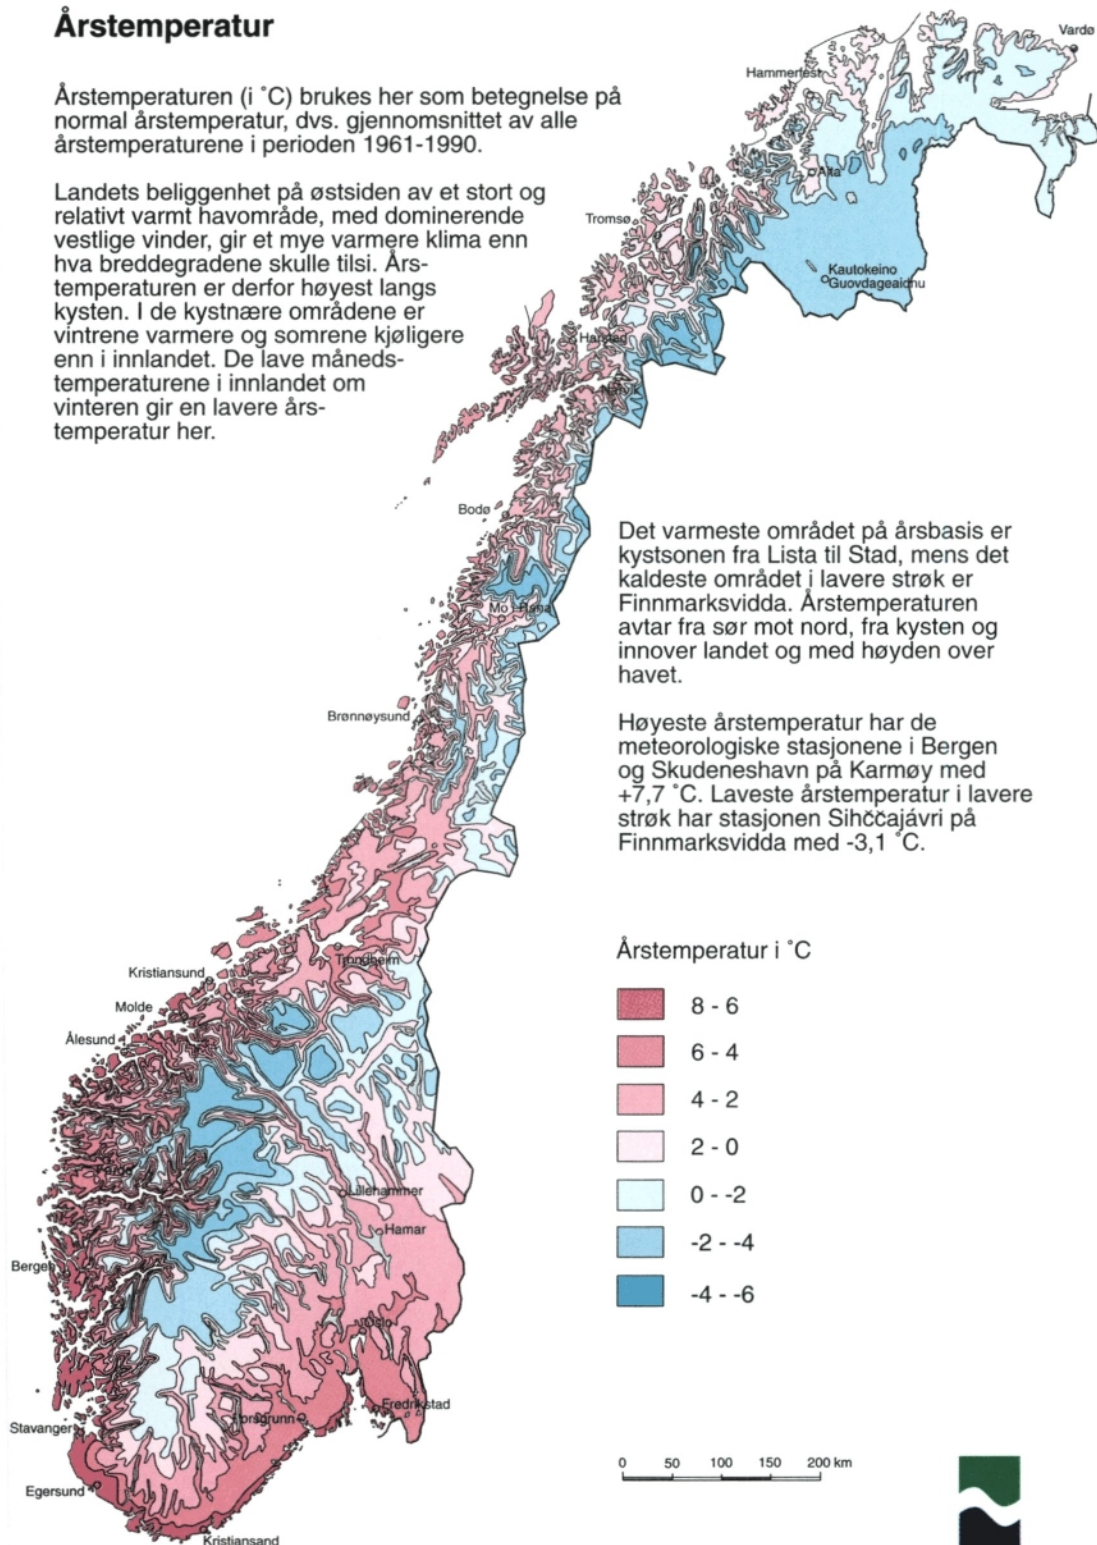 Årstemperatur
Årstemperaturen (i ˚C) brukes her som betegnelse på
normal årstemperatur, dvs. gjennomsnittet av alle
årstemperaturene i perioden 1961-1990.
Landets beliggenhet på østsiden av et stort og
relativt varmt havområde, med dominerende
vestlige vinder, gir et mye varmere klima enn
hva breddegradene skulle tilsi. Års-
temperaturen er derfor høyest langs
kysten. I de kystnære områdene er
vintrene varmere og somrene kjøligere
enn i innlandet. De lave måneds-
temperaturene i innlandet om
vinteren gir en lavere års-
temperatur her.
Vardø
Hammerfest
Alta
Tromsø
Kautokeino
Guovdageaidnu
Harstad
Narvik
Bodø
Mo i Rana
Brønnøysund
Det varmeste området på årsbasis er
kystsonen fra Lista til Stad, mens det
kaldeste området i lavere strøk er
Finnmarksvidda. Årstemperaturen
avtar fra sør mot nord, fra kysten og
innover landet og med høyden over
havet.
Høyeste årstemperatur har de
meteorologiske stasjonene i Bergen
og Skudeneshavn på Karmøy med
+7,7 ˚C. Laveste årstemperatur i lavere
strøk har stasjonen Sihččajávri på
Finnmarksvidda med -3,1 ˚C.
Trondheim
Kristiansund
Molde
Ålesund
Førde
Lillehammer
Hamar
Bergen
Oslo
Fredrikstad
Porsgrunn
Stavanger
Egersund
Kristiansand
Årstemperatur i ˚C
8 - 6
6 - 4
4 - 2
2 - 0
0 - -2
-2 - -4
-4 - -6
0 50 100 150 200 km